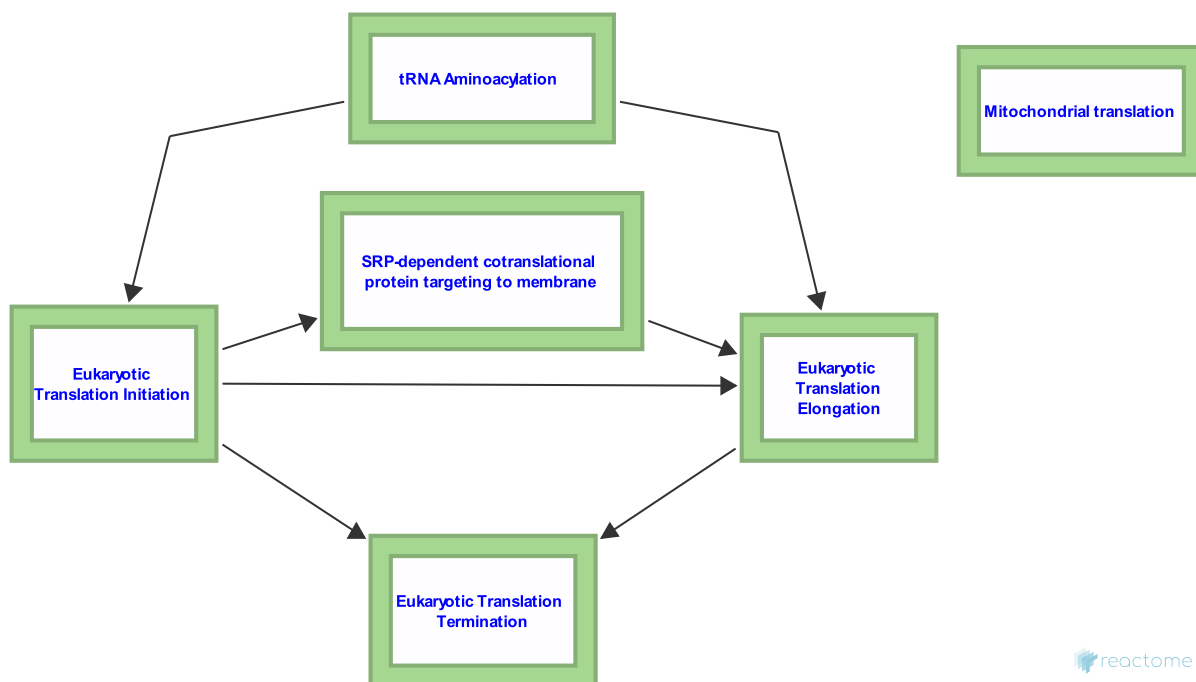 tRNA Aminoacylation
Mitochondrial translation
SRP-dependent cotranslational
protein targeting to membrane
Eukaryotic
Translation Initiation
Eukaryotic
Translation
Elongation
Eukaryotic Translation
Termination
reactome